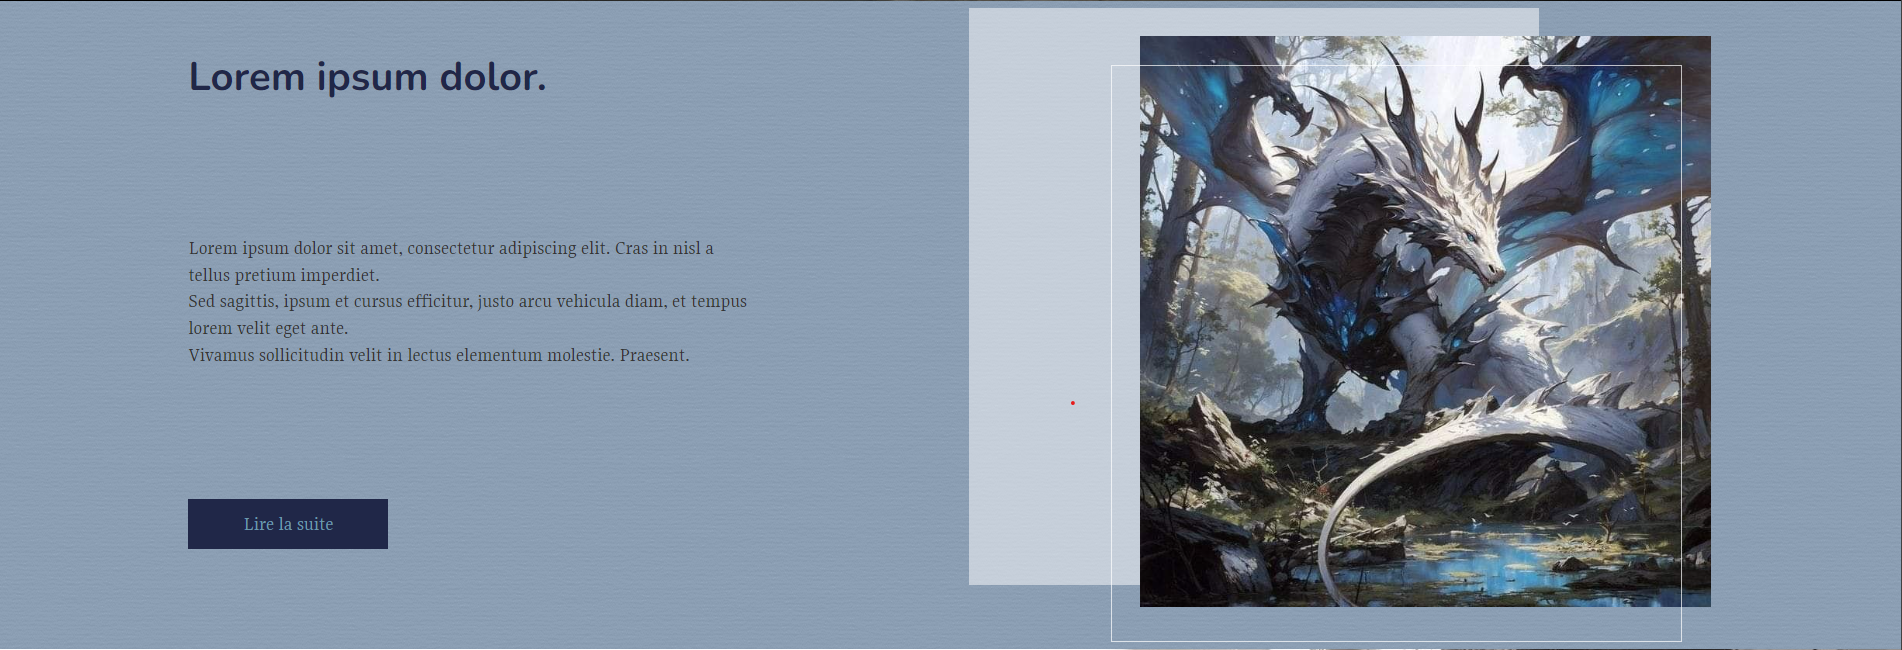 Lorem ipsum dolor.
Lorem ipsum dolor sit amet, consectetur adipiscing elit. Cras in nisl a
tellus pretium imperdiet.
Sed sagittis, ipsum et cursus efficitur, justo arcu vehicula diam, et tempus
lorem velit eget ante.
Vivamus sollicitudin velit in lectus elementum molestie. Praesent.
Lire la suite